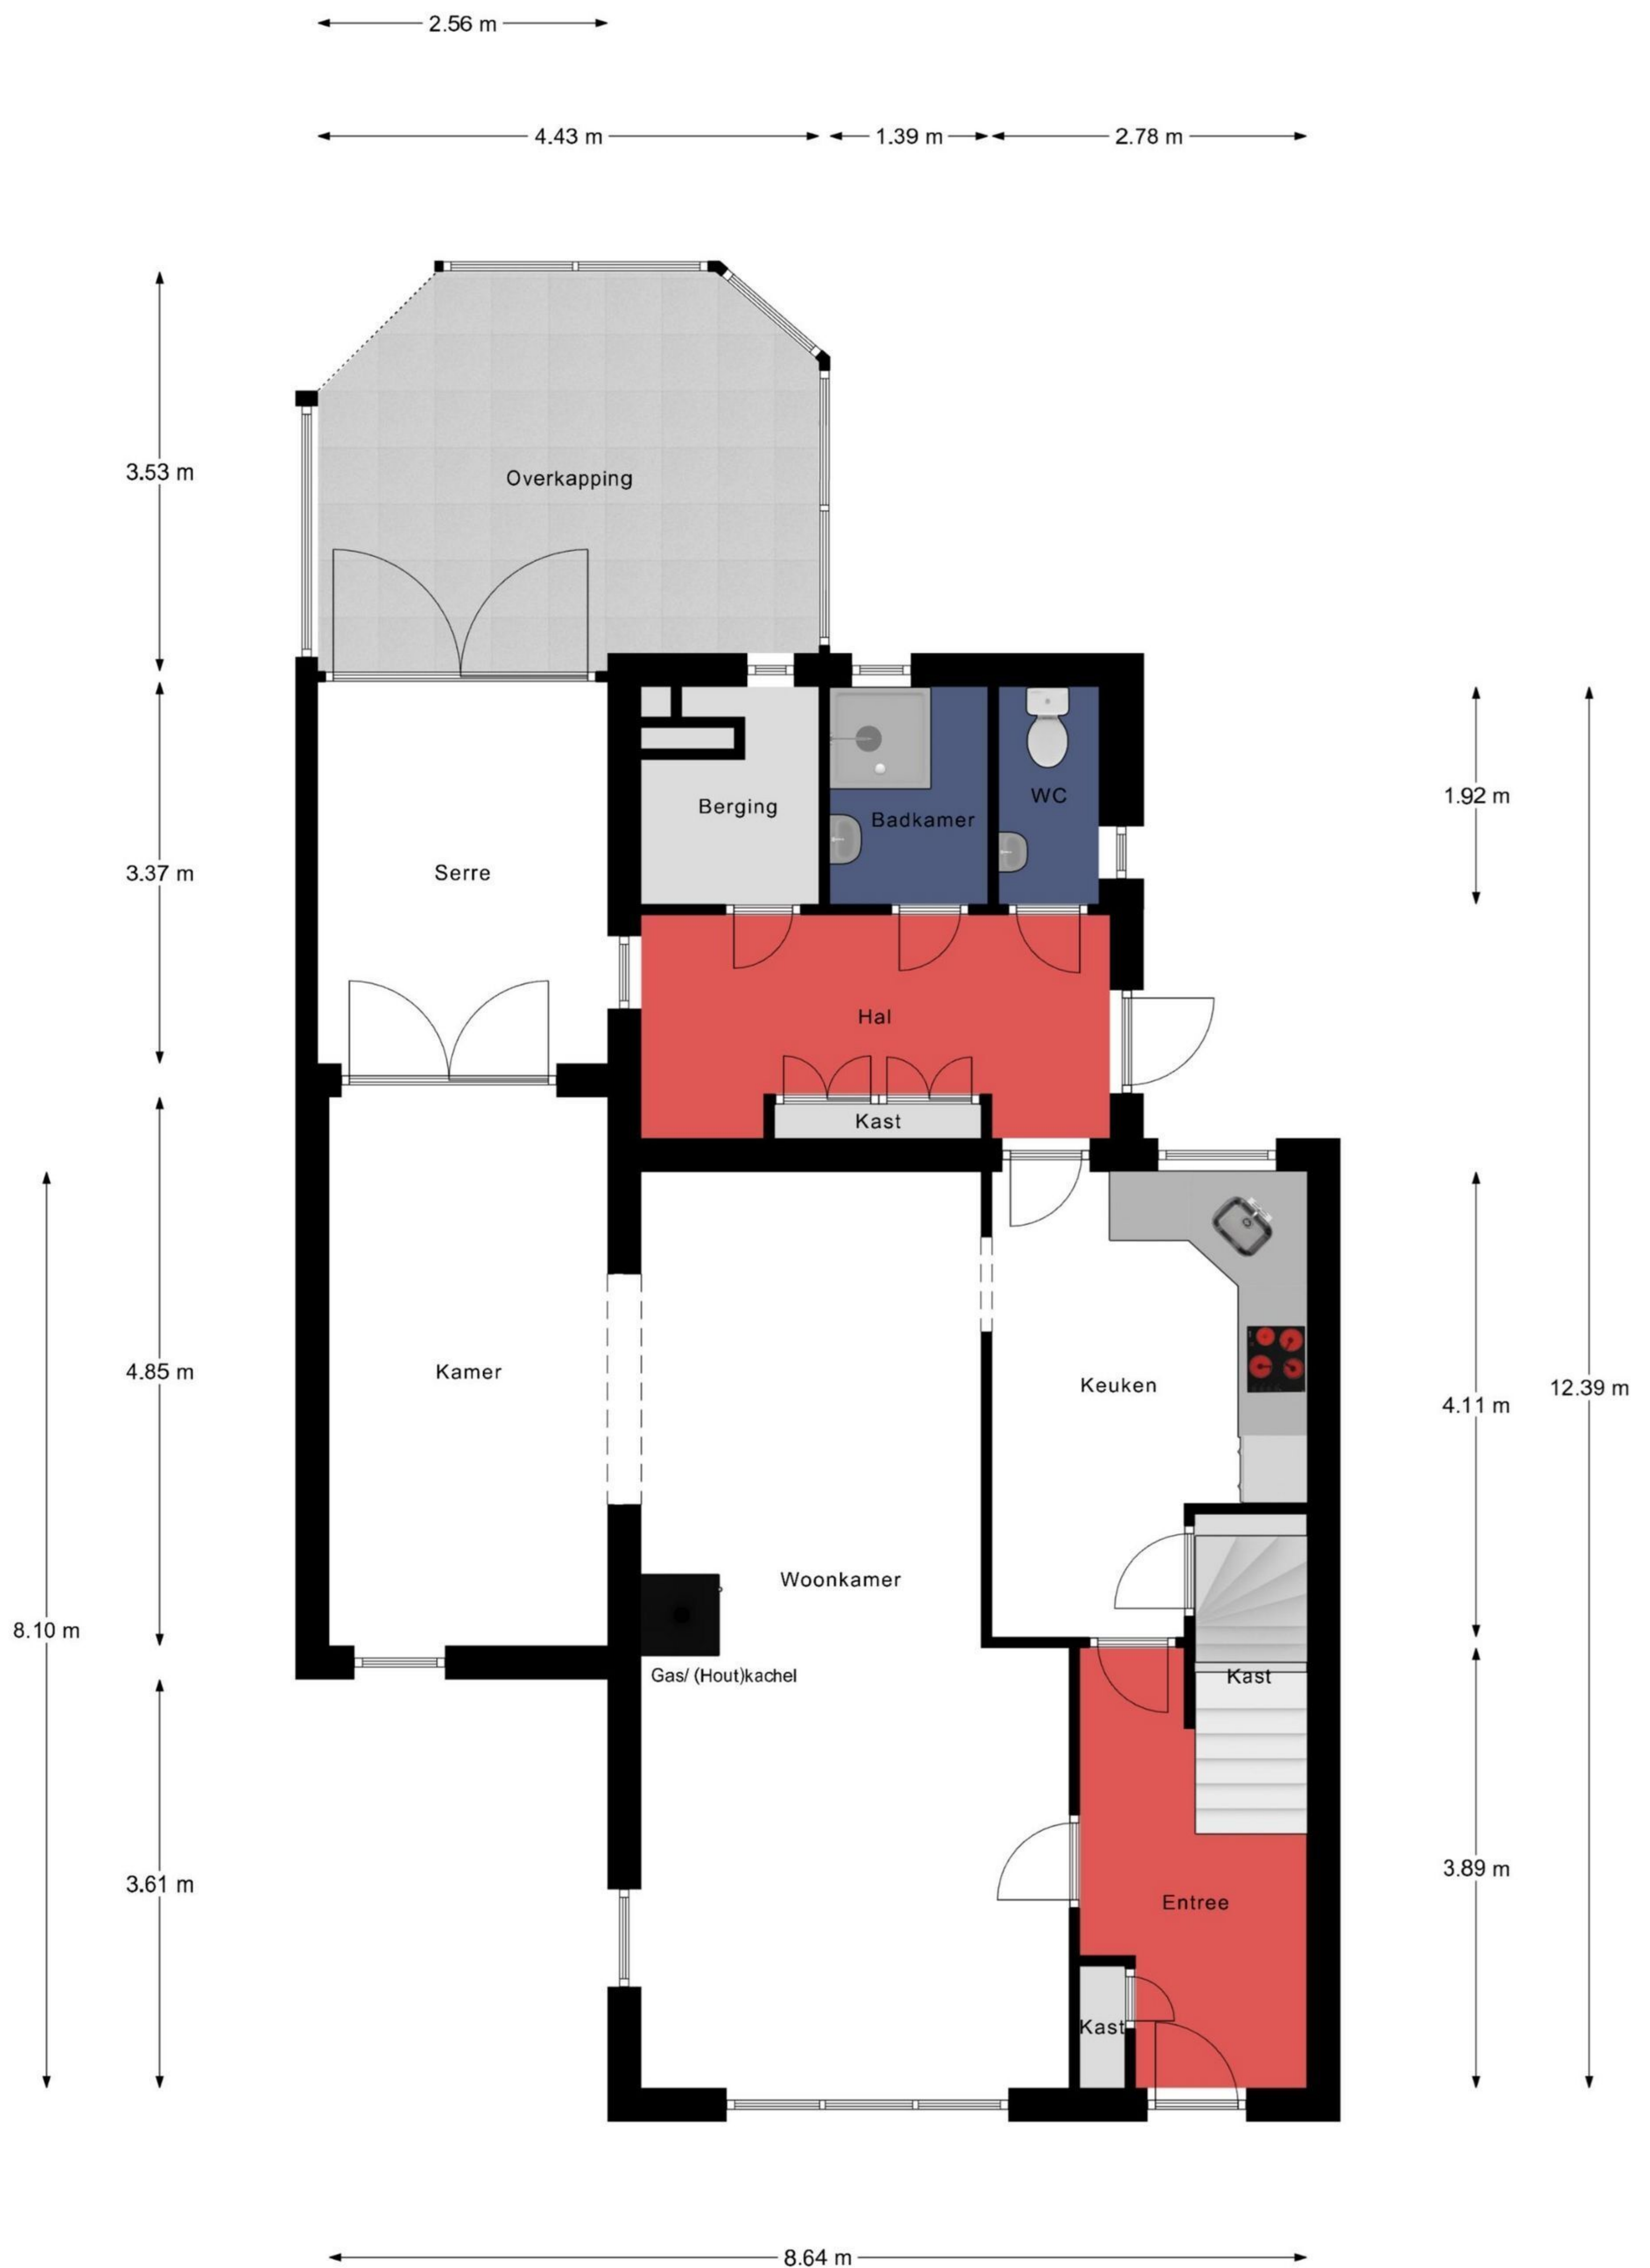 2.56 m
4.43 m
1.39 m
2.78 m
Overkapping
3.53 m
1.92 m
WC
Berging
Badkamer
3.37 m
Serre
Hal
Kast
Kamer
4.85 m
Keuken
12.39 m
4.11 m
Woonkamer
8.10 m
Gas/ (Hout)kachel
Kast
3.61 m
3.89 m
Entree
Kast
8.64 m